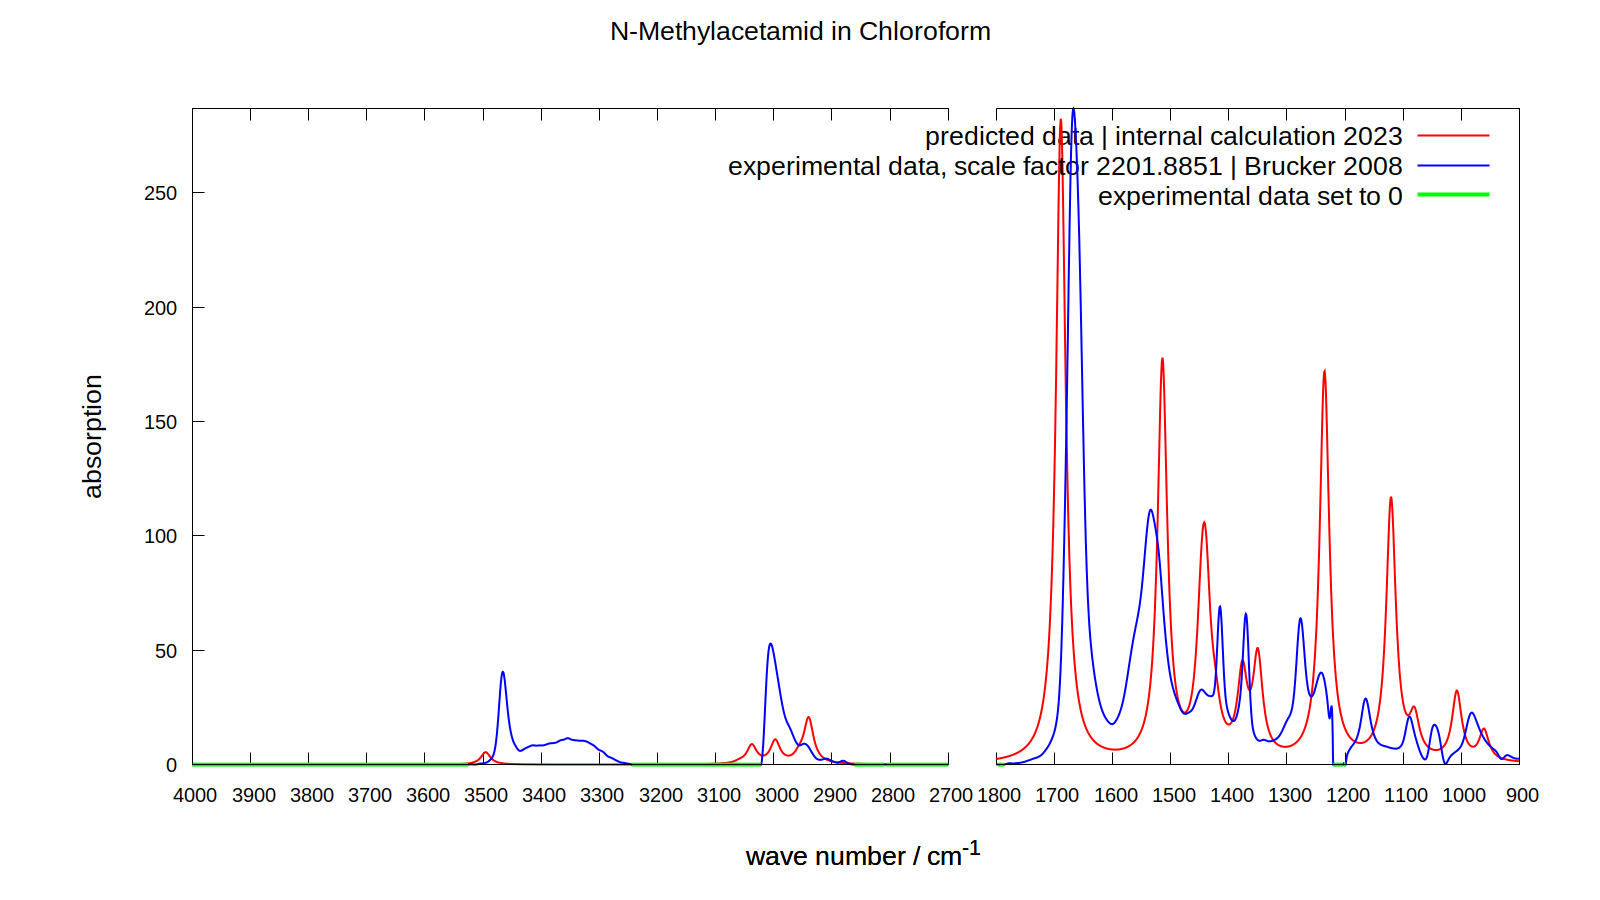 N-Methylacetamid in Chloroform
predicted data | internal calculation 2023
experimental data, scale factor 2201.8851 | Brucker 2008
experimental data set to 0
250
200
150
100
50
0
absorption
4000 3900 3800 3700 3600 3500 3400 3300 3200 3100 3000 2900 2800 2700 1800 1700 1600 1500 1400 1300 1200 1100 1000 900
wave number / cm-1